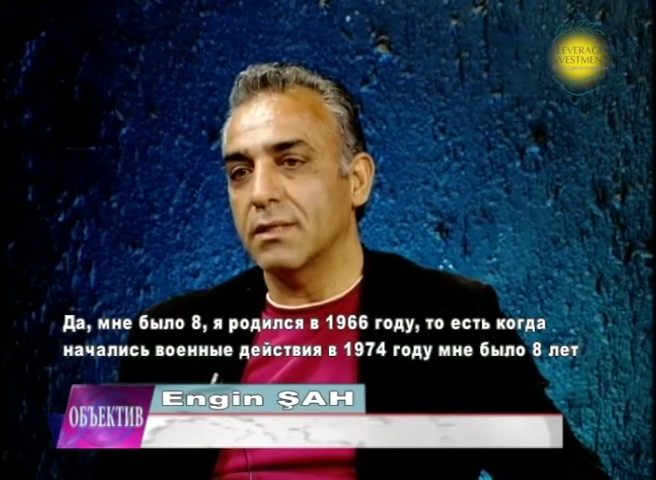 LEVERAGE
INVESTMENT
Да, мне было 8, я родился в 1966 году, то есть когда
начались военные действия в 1974 году мне было 8 лет
Engin ŞAH
ОБЪЕКТИВ